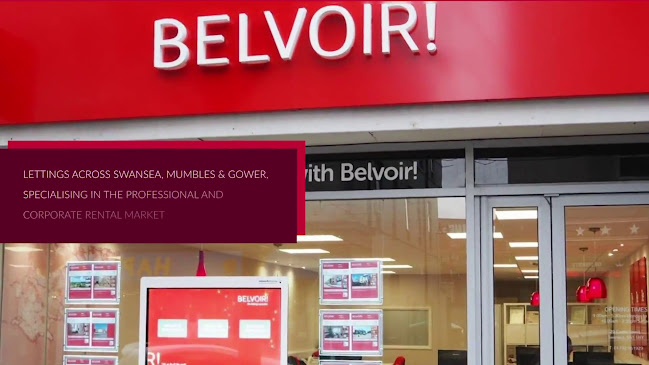 BELVOIR!
LETTINGS ACROSS SWANSEA, MUMBLES & GOWER,
SPECIALISING IN THE PROFESSIONAL AND
CORPORATE RENTAL MARKET
with Belvoir!
BELVOIR!
OPENING TIMES